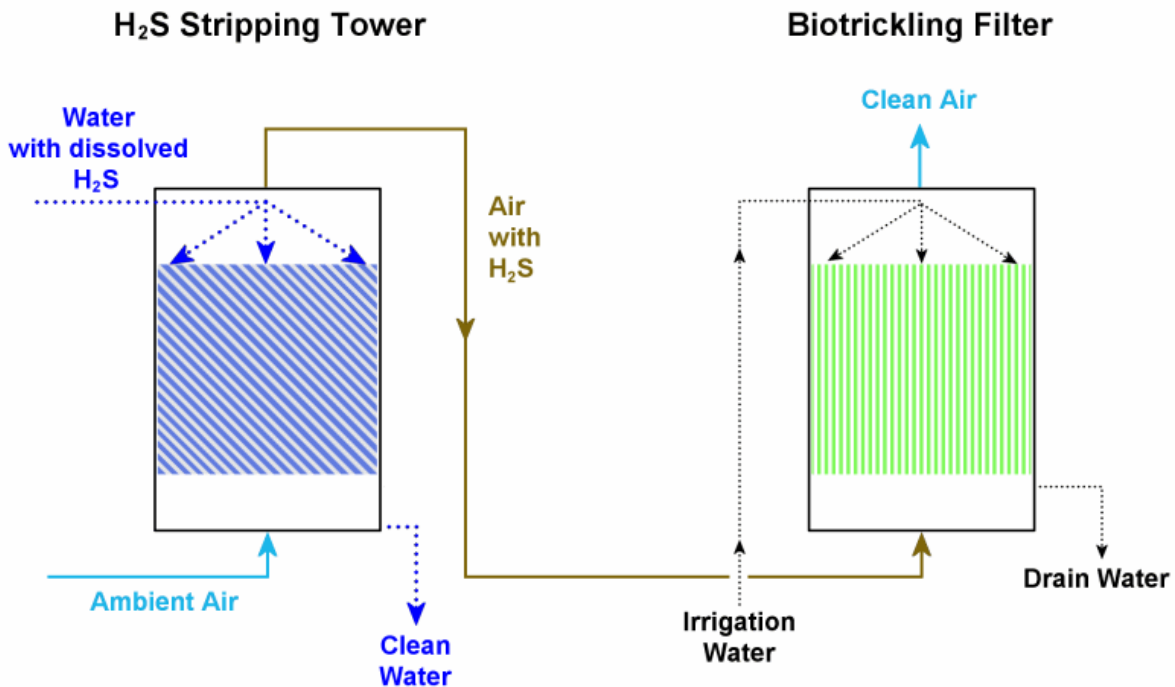 H₂S Stripping Tower
Biotrickling Filter
Water
with dissolved
H₂S
Air
with
H₂S
Clean Air
Ambient Air
Clean
Water
Irrigation
Water
Drain Water